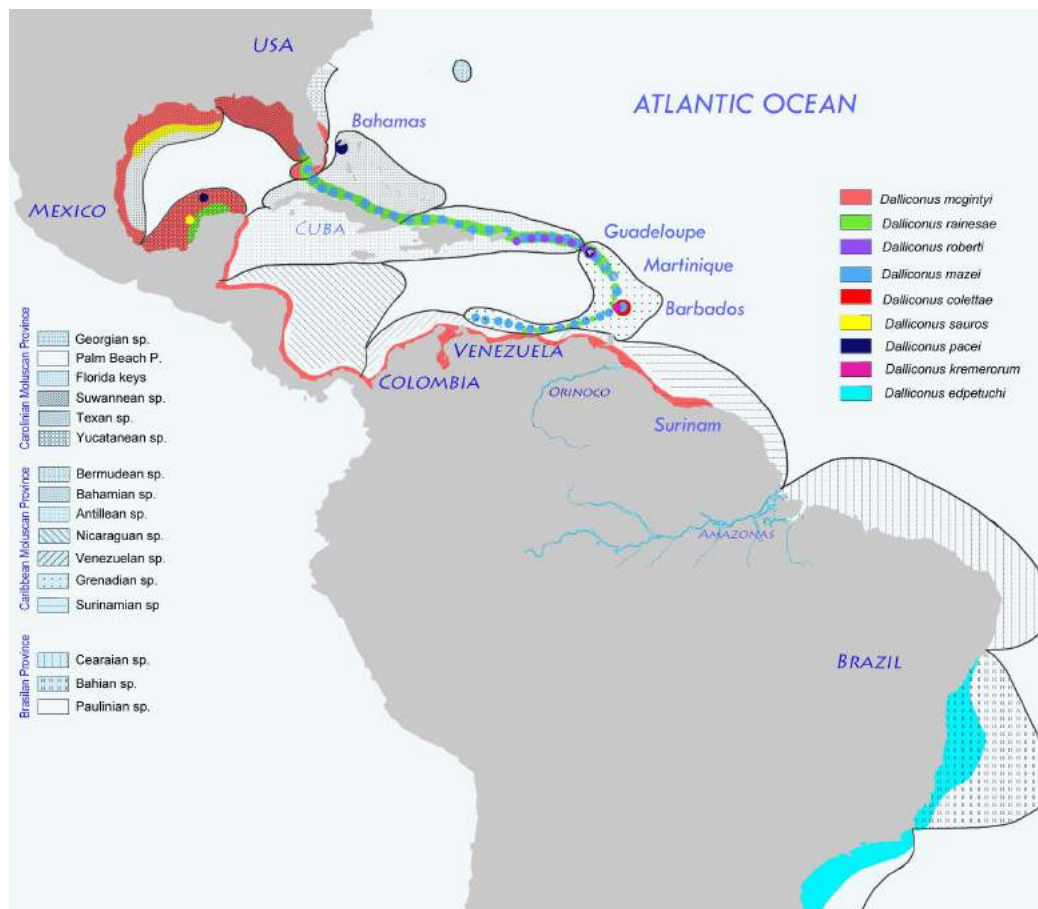 USA
ATLANTIC OCEAN
Bahamas
MEXICO
CUBA
Guadeloupe
Martinique
Barbados
VENEZUELA
COLOMBIA
ORINOCO
Surinam
AMAZONAS
BRAZIL
Dalliconus mcgintyi
Dalliconus rainesae
Dalliconus roberti
Dalliconus mazei
Dalliconus colettae
Dalliconus sauros
Dalliconus pacei
Dalliconus kremerorum
Dalliconus edpetuchi
Carolinian Moluscan Province
Georgian sp.
Palm Beach P.
Florida keys
Suwannean sp.
Texan sp.
Yucatanean sp.
Caribbean Moluscan Province
Bermudean sp.
Bahamian sp.
Antillean sp.
Nicaraguan sp.
Venezuelan sp.
Grenadian sp.
Surinamian sp
Brasilan Province
Cearaian sp.
Bahian sp.
Paulinian sp.